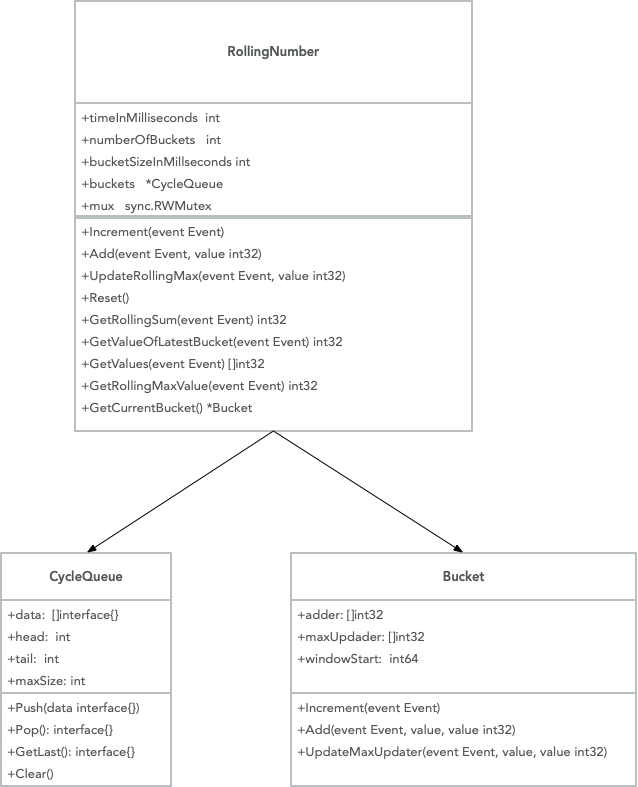 RollingNumber
+timeInMilliseconds int
+numberOfBuckets int
+bucketSizeInMillseconds int
+buckets *CycleQueue
+mux sync.RWMutex
+Increment(event Event)
+Add(event Event, value int32)
+UpdateRollingMax(event Event, value int32)
+Reset()
+GetRollingSum(event Event) int32
+GetValueOfLatestBucket(event Event) int32
+GetValues(event Event) []int32
+GetRollingMaxValue(event Event) int32
+GetCurrentBucket() *Bucket
CycleQueue
+data: []interface{}
+head: int
+tail: int
+maxSize: int
+Push(data interface{})
+Pop(): interface{}
+GetLast(): interface{}
+Clear()
Bucket
+adder: []int32
+maxUpdader: []int32
+windowStart: int64
+Increment(event Event)
+Add(event Event, value, value int32)
+UpdateMaxUpdater(event Event, value, value int32)